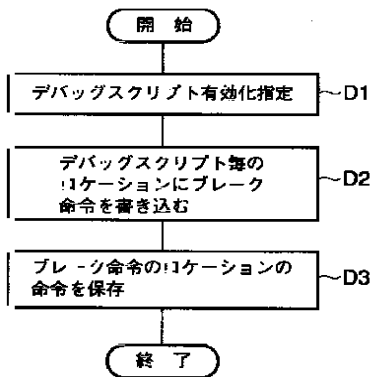 開始
デバッグスクリプト有効化指定
D1
デバッグスクリプト毎の
ロケーションにブレーク
命令を書き込む
D2
ブレーク命令のロケーションの
命令を保存
D3
終了